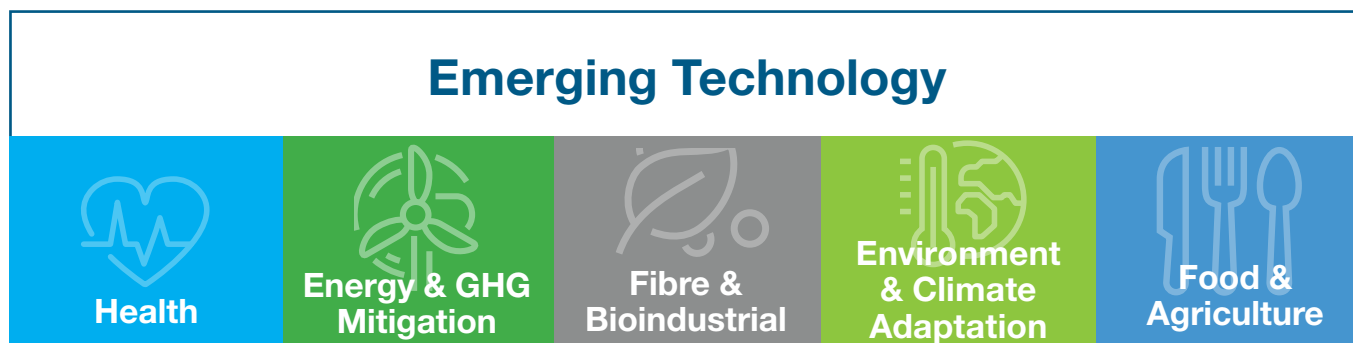 Emerging Technology
Health
Energy & GHG
Mitigation
Fibre &
Bioindustrial
Environment
& Climate
Adaptation
Food &
Agriculture